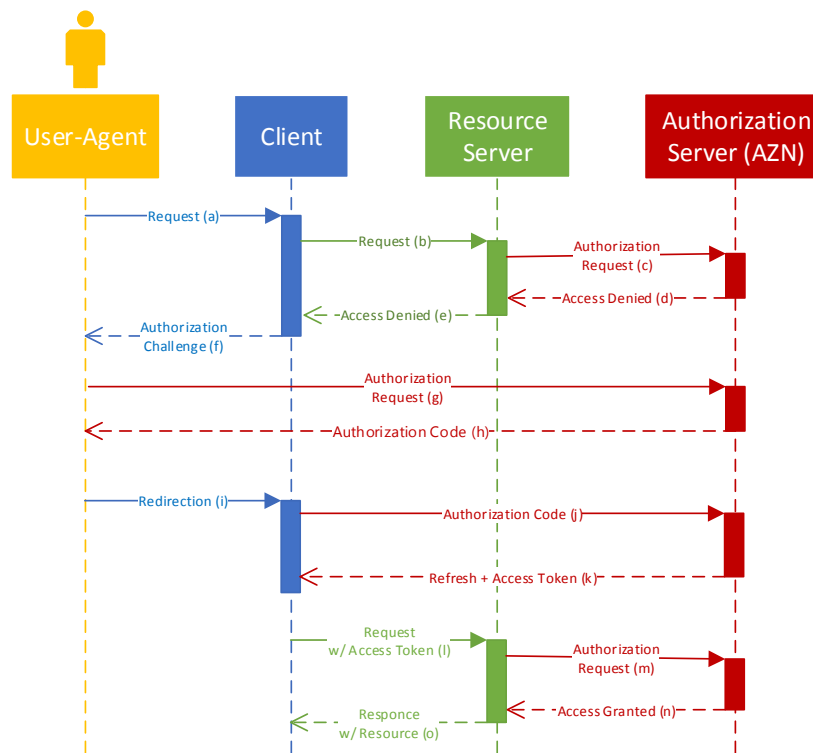 User-Agent
Client
Resource
Server
Authorization
Server (AZN)
Request (a)
Request (b)
Authorization
Request (c)
Access Denied (d)
Access Denied (e)
Authorization
Challenge (f)
Authorization
Request (g)
Authorization Code (h)
Redirection (i)
Authorization Code (j)
Refresh + Access Token (k)
Request
w/ Access Token (l)
Authorization
Request (m)
Access Granted (n)
Responce
w/ Resource (o)